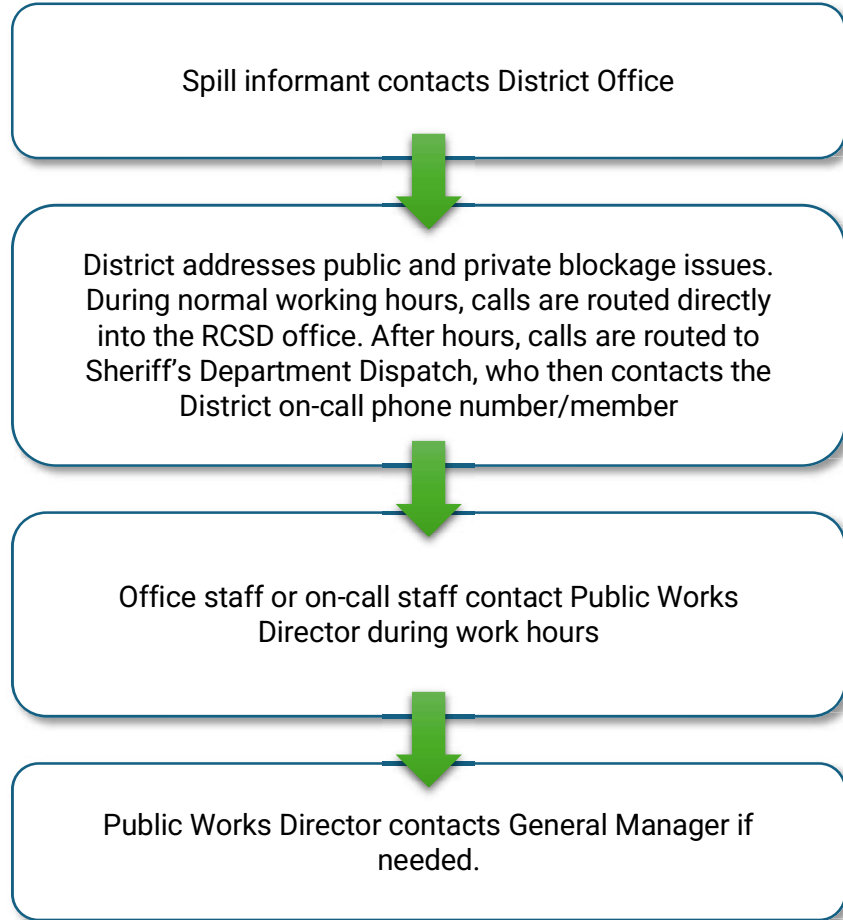 Spill informant contacts District Office
District addresses public and private blockage issues.
During normal working hours, calls are routed directly
into the RCSD office. After hours, calls are routed to
Sheriff’s Department Dispatch, who then contacts the
District on-call phone number/member
Office staff or on-call staff contact Public Works
Director during work hours
Public Works Director contacts General Manager if
needed.